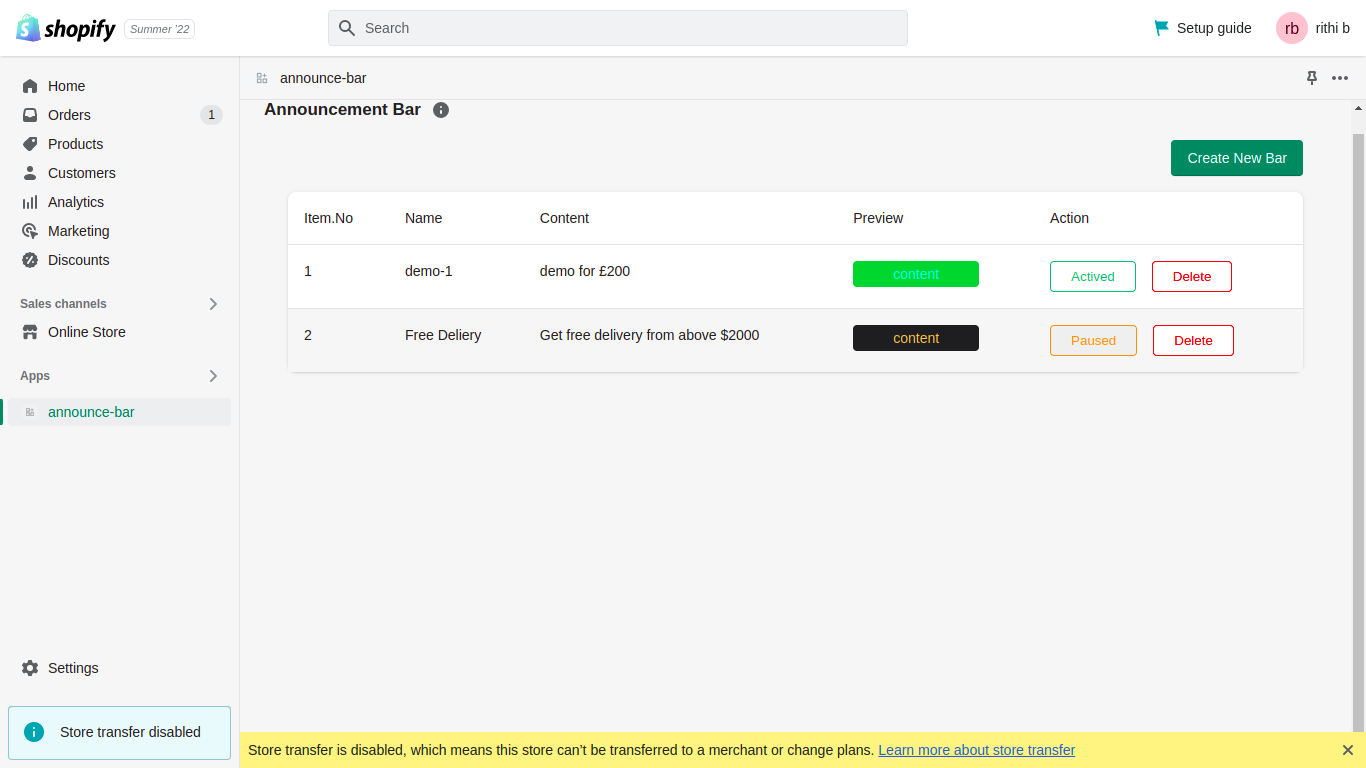 shopify Summer '22 Search Setup guide rb rithi b
Home
Orders 1
Products
Customers
Analytics
Marketing
Discounts
Sales channels
Online Store
Apps
announce-bar
Settings
Store transfer disabled
announce-bar
Announcement Bar
Create New Bar
Item.No Name Content Preview Action
1 demo-1 demo for £200 content Actived Delete
2 Free Deliery Get free delivery from above $2000 content Paused Delete
Store transfer is disabled, which means this store can’t be transferred to a merchant or change plans. Learn more about store transfer